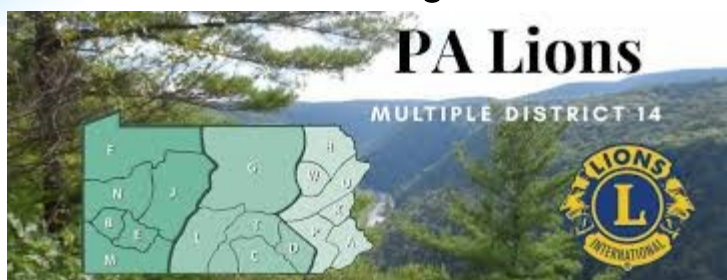 PA Lions
MULTIPLE DISTRICT 14
F
H
G
W
N
J
U
K
B
E
L
T
P
A
D
M
C
LIONS
L
INTERNATIONAL